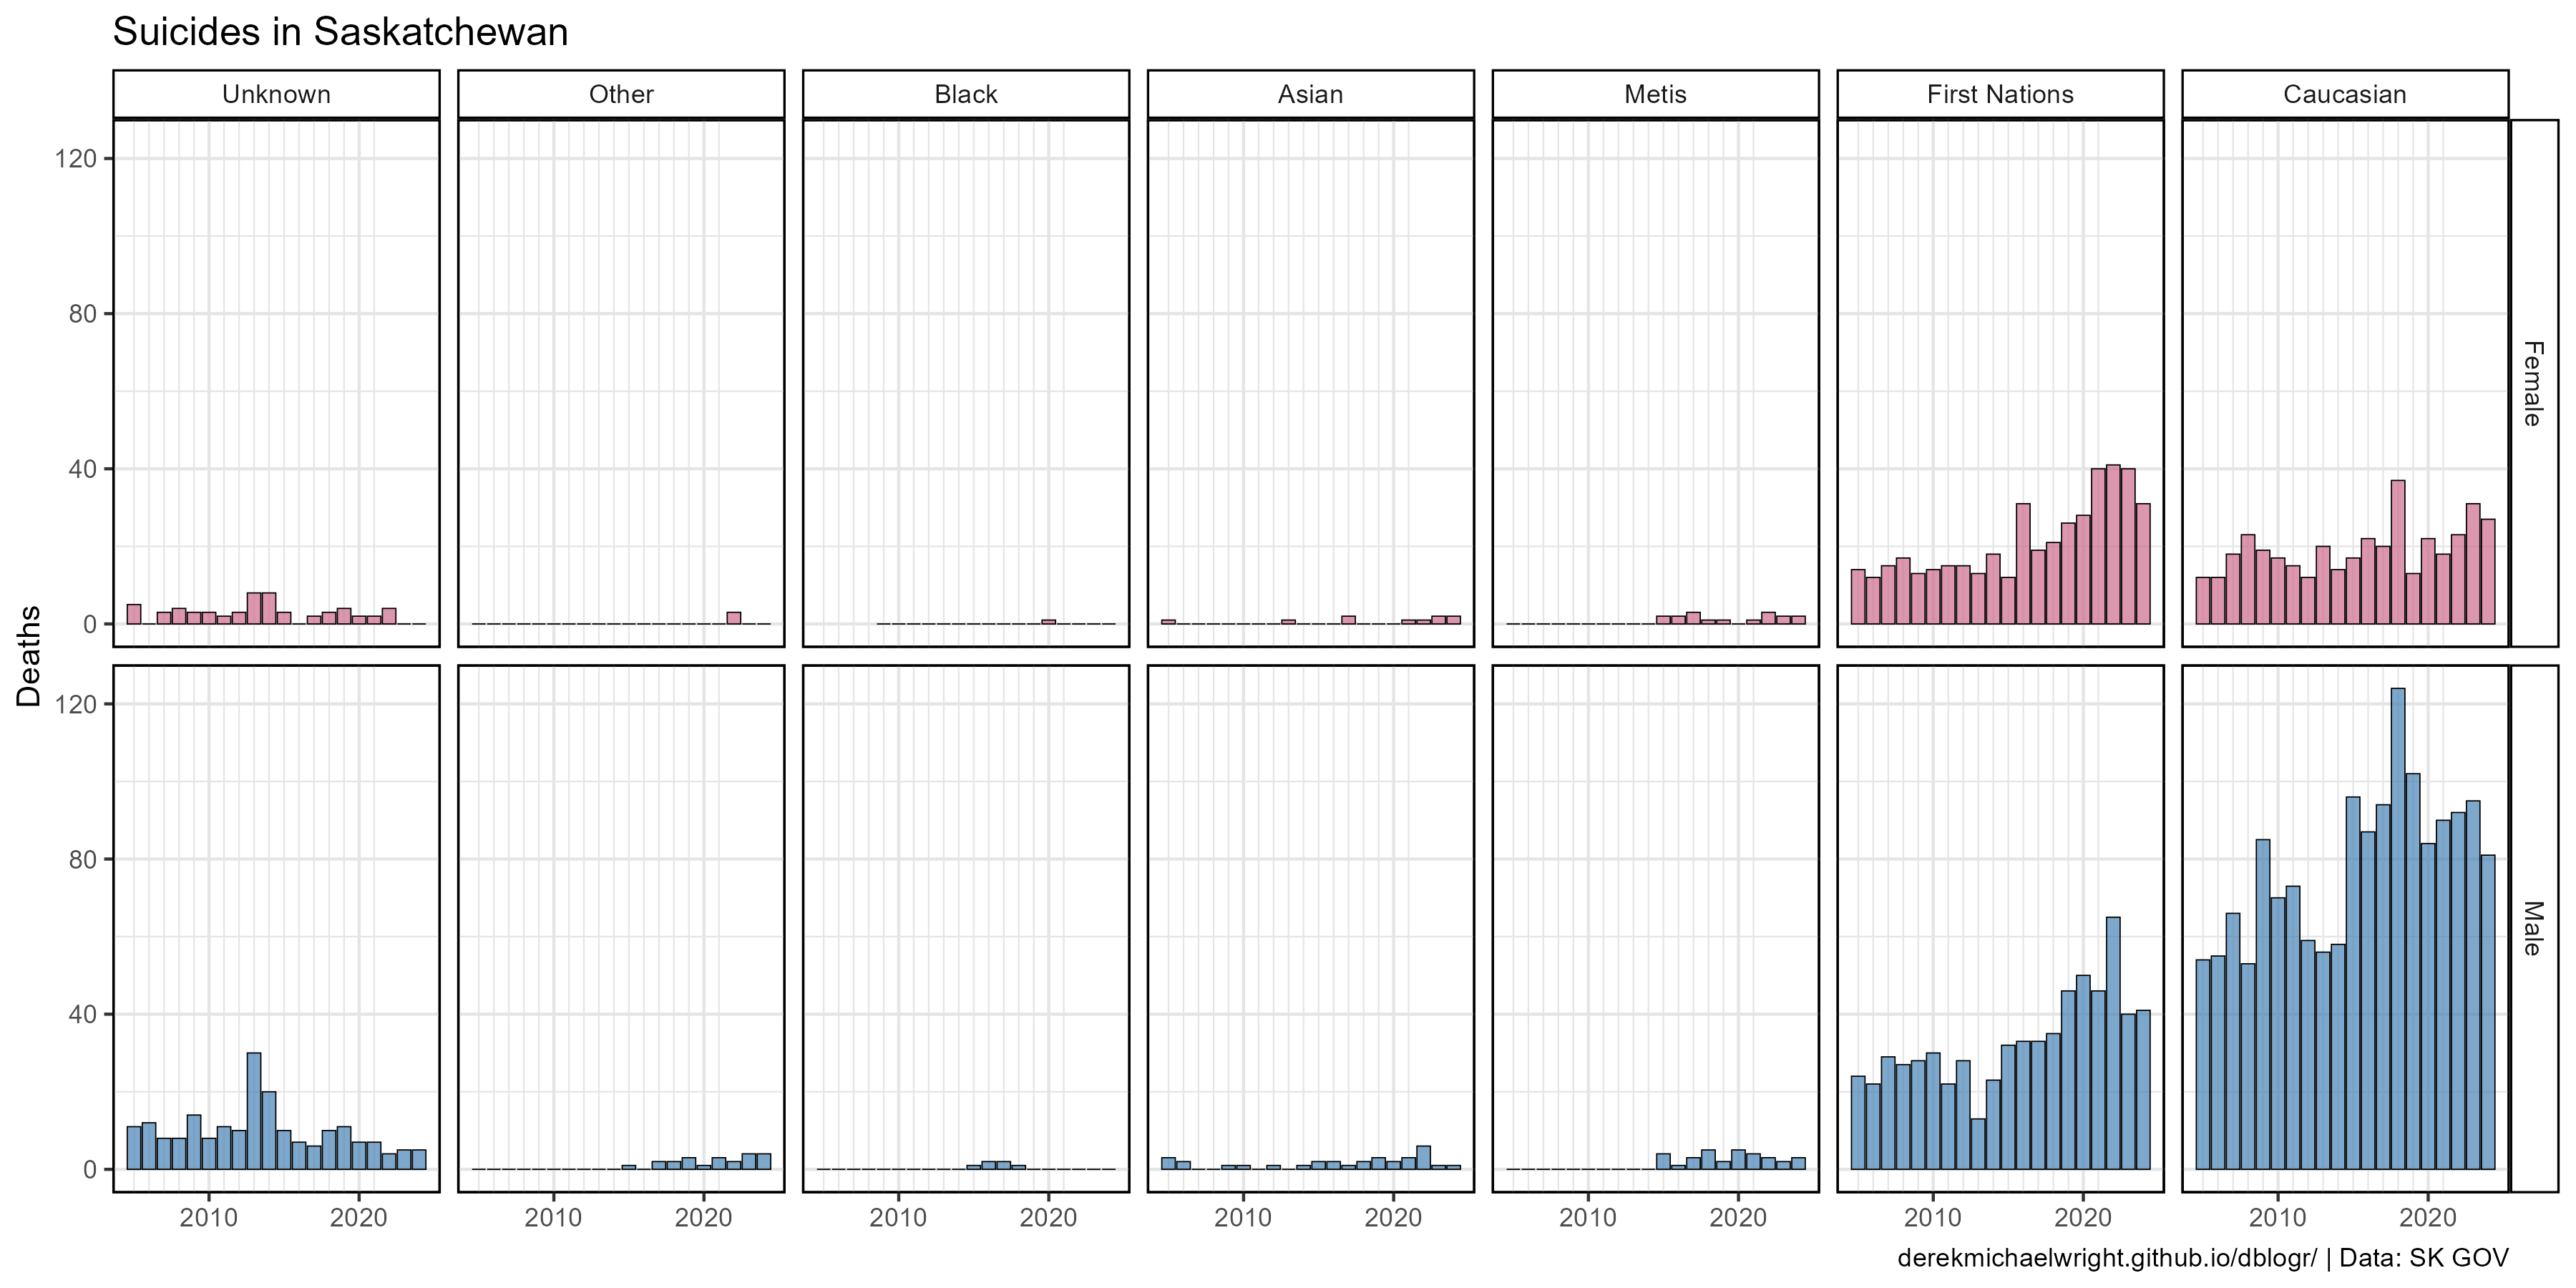 Suicides in Saskatchewan
Unknown Other Black Asian Metis First Nations Caucasian
120
80
40
0
Female
Deaths
120
80
40
0
Male
2010 2020 2010 2020 2010 2020 2010 2020 2010 2020 2010 2020 2010 2020
derekmichaelwright.github.io/dblogr/ | Data: SK GOV